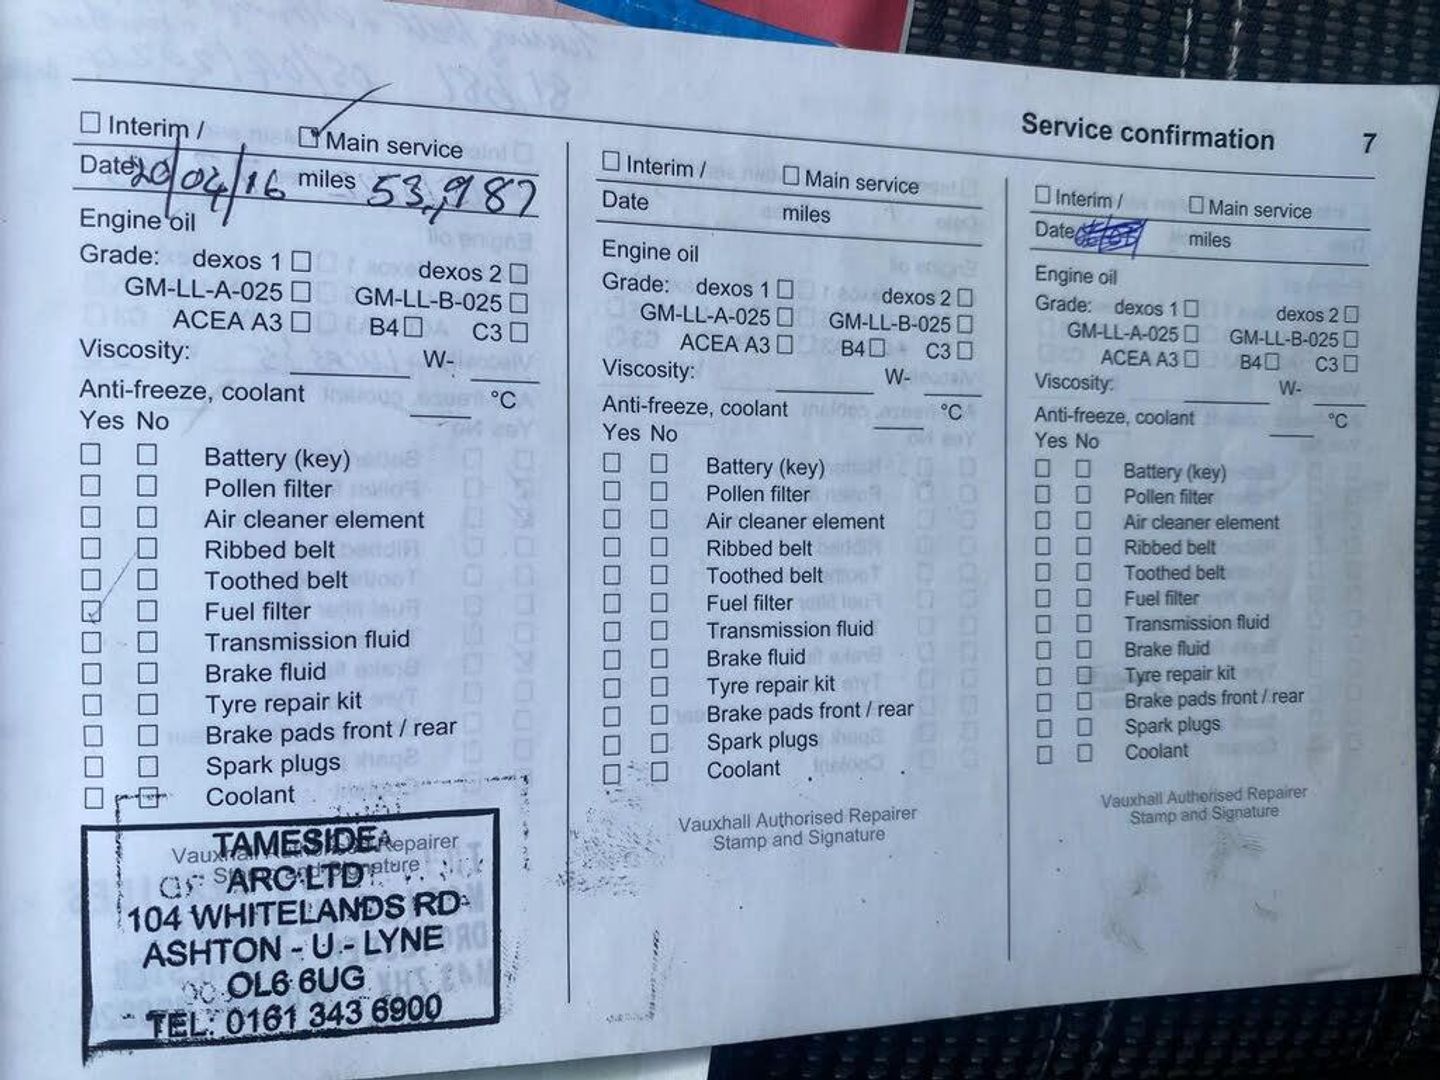 Service confirmation 7
Interim / Main service
Date 20/04/16 miles 53,987
Engine oil
Grade: dexos 1 dexos 2
GM-LL-A-025 GM-LL-B-025
ACEA A3 B4 C3
Viscosity: W-
Anti-freeze, coolant °C
Yes No
Battery (key)
Pollen filter
Air cleaner element
Ribbed belt
Toothed belt
Fuel filter
Transmission fluid
Brake fluid
Tyre repair kit
Brake pads front / rear
Spark plugs
Coolant
Vauxhall Authorised Repairer
Stamp and Signature
TAMESIDE
ARC LTD
104 WHITELANDS RD
ASHTON - U - LYNE
OL6 6UG
TEL: 0161 343 6900
Interim / Main service
Date miles
Engine oil
Grade: dexos 1 dexos 2
GM-LL-A-025 GM-LL-B-025
ACEA A3 B4 C3
Viscosity: W-
Anti-freeze, coolant °C
Yes No
Battery (key)
Pollen filter
Air cleaner element
Ribbed belt
Toothed belt
Fuel filter
Transmission fluid
Brake fluid
Tyre repair kit
Brake pads front / rear
Spark plugs
Coolant
Vauxhall Authorised Repairer
Stamp and Signature
Interim / Main service
Date miles
Engine oil
Grade: dexos 1 dexos 2
GM-LL-A-025 GM-LL-B-025
ACEA A3 B4 C3
Viscosity: W-
Anti-freeze, coolant °C
Yes No
Battery (key)
Pollen filter
Air cleaner element
Ribbed belt
Toothed belt
Fuel filter
Transmission fluid
Brake fluid
Tyre repair kit
Brake pads front / rear
Spark plugs
Coolant
Vauxhall Authorised Repairer
Stamp and Signature